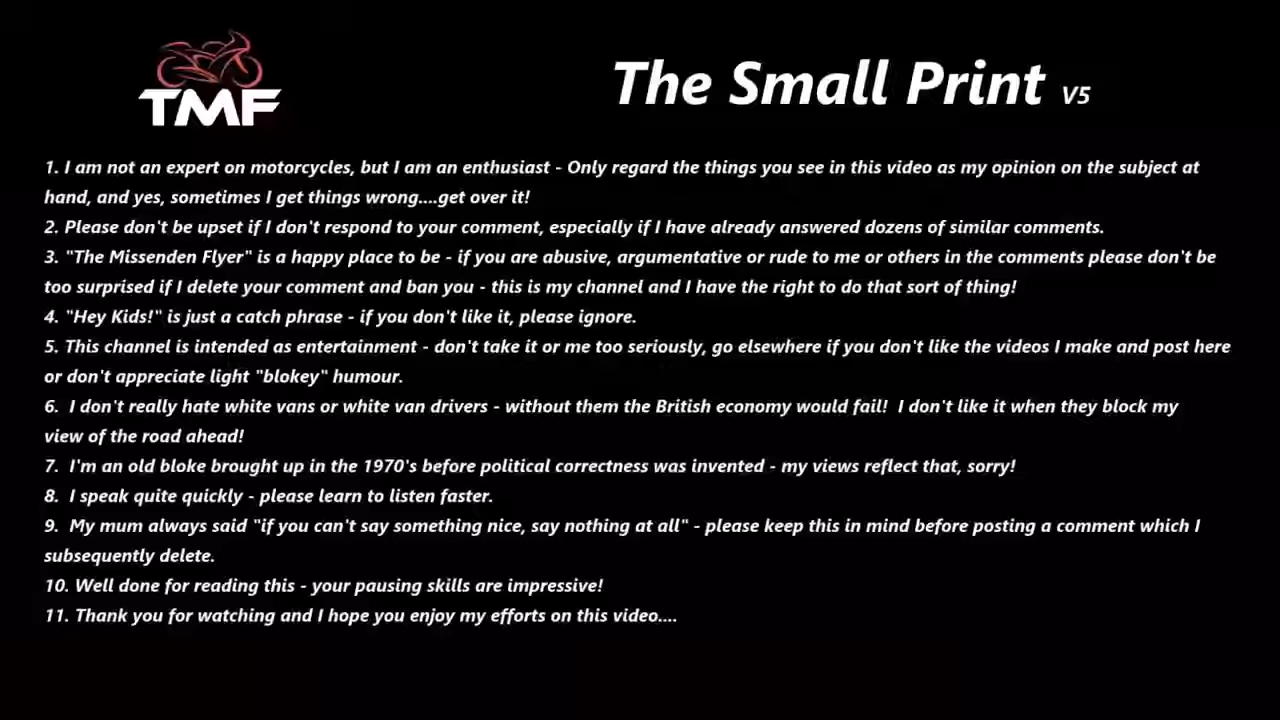 TMF
The Small Print V5
1. I am not an expert on motorcycles, but I am an enthusiast - Only regard the things you see in this video as my opinion on the subject at
hand, and yes, sometimes I get things wrong....get over it!
2. Please don't be upset if I don't respond to your comment, especially if I have already answered dozens of similar comments.
3. "The Missenden Flyer" is a happy place to be - if you are abusive, argumentative or rude to me or others in the comments please don't be
too surprised if I delete your comment and ban you - this is my channel and I have the right to do that sort of thing!
4. "Hey Kids!" is just a catch phrase - if you don't like it, please ignore.
5. This channel is intended as entertainment - don't take it or me too seriously, go elsewhere if you don't like the videos I make and post here
or don't appreciate light "blokey" humour.
6.  I don't really hate white vans or white van drivers - without them the British economy would fail!  I don't like it when they block my
view of the road ahead!
7.  I'm an old bloke brought up in the 1970's before political correctness was invented - my views reflect that, sorry!
8.  I speak quite quickly - please learn to listen faster.
9.  My mum always said "if you can't say something nice, say nothing at all" - please keep this in mind before posting a comment which I
subsequently delete.
10. Well done for reading this - your pausing skills are impressive!
11. Thank you for watching and I hope you enjoy my efforts on this video....